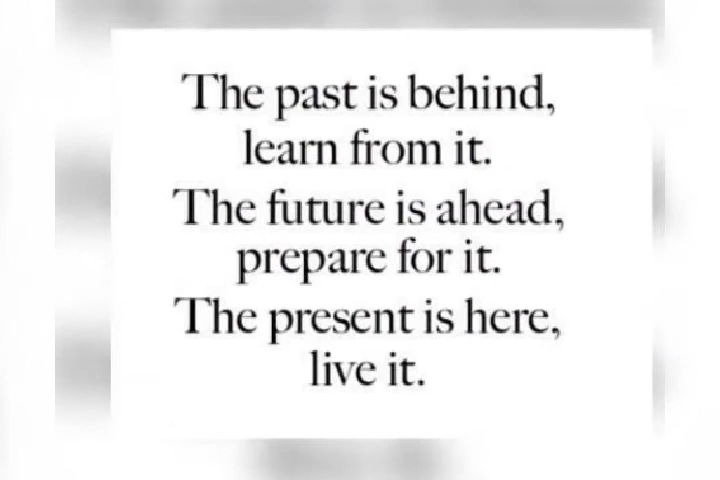 The past is behind,
learn from it.
The future is ahead,
prepare for it.
The present is here,
live it.